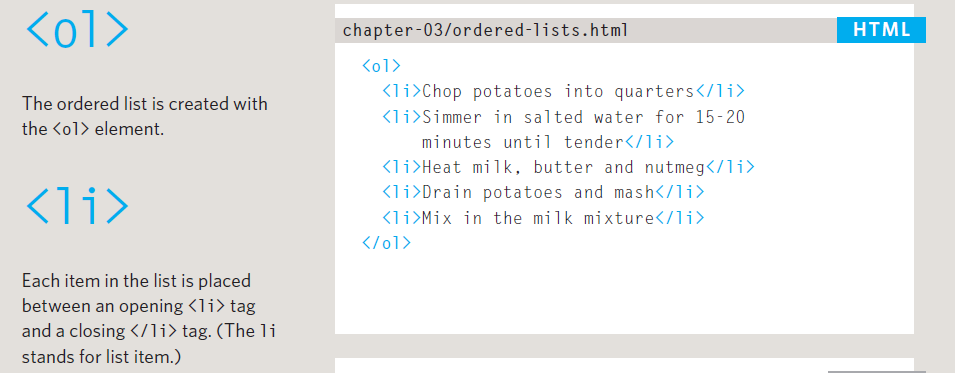 <ol>
The ordered list is created with
the <ol> element.
<li>
Each item in the list is placed
between an opening <li> tag
and a closing </li> tag. (The li
stands for list item.)
chapter-03/ordered-lists.html
HTML
<ol>
<li>Chop potatoes into quarters</li>
<li>Simmer in salted water for 15-20
minutes until tender</li>
<li>Heat milk, butter and nutmeg</li>
<li>Drain potatoes and mash</li>
<li>Mix in the milk mixture</li>
</ol>